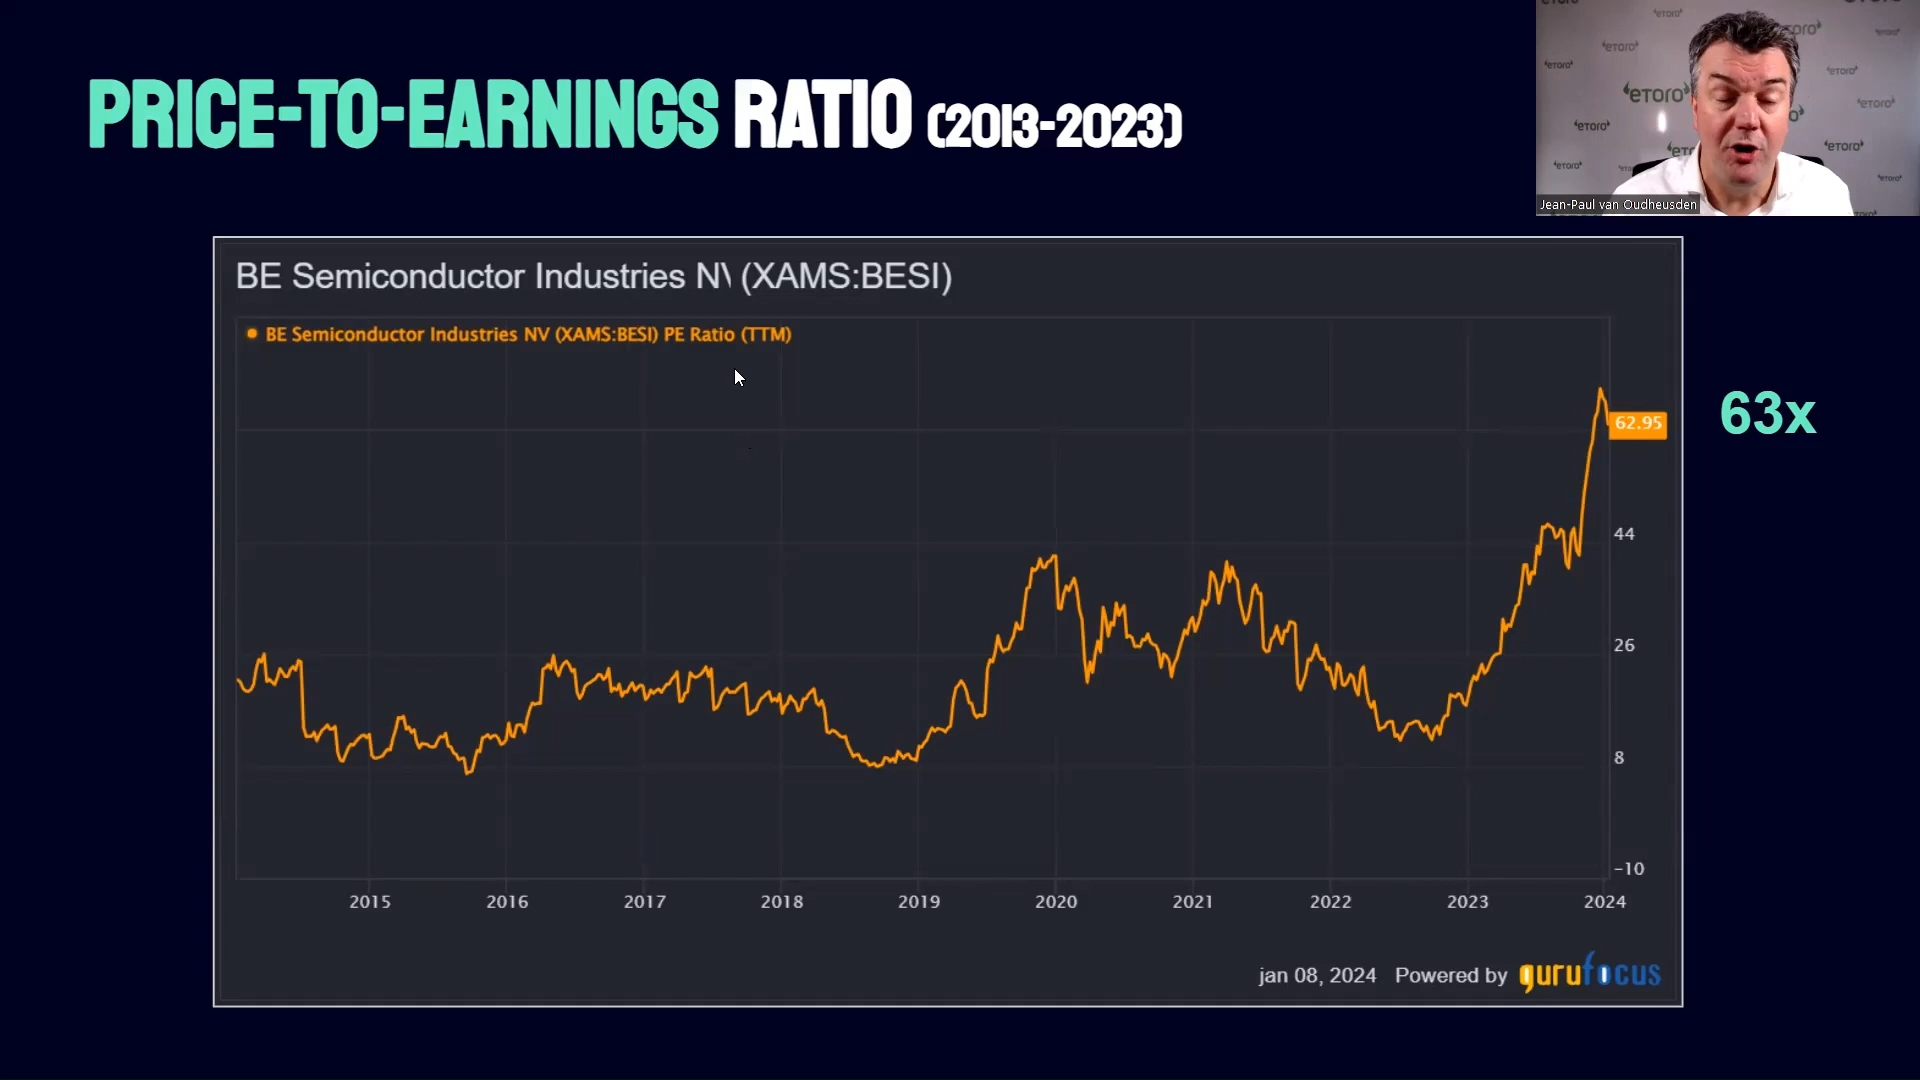 PRICE-TO-EARNINGS RATIO (2013-2023)
eToro
Jean-Paul van Oudheusden
BE Semiconductor Industries NV (XAMS:BESI)
BE Semiconductor Industries NV (XAMS:BESI) PE Ratio (TTM)
63x
62.95
44
26
8
-10
2015 2016 2017 2018 2019 2020 2021 2022 2023 2024
jan 08, 2024 Powered by gurufocus